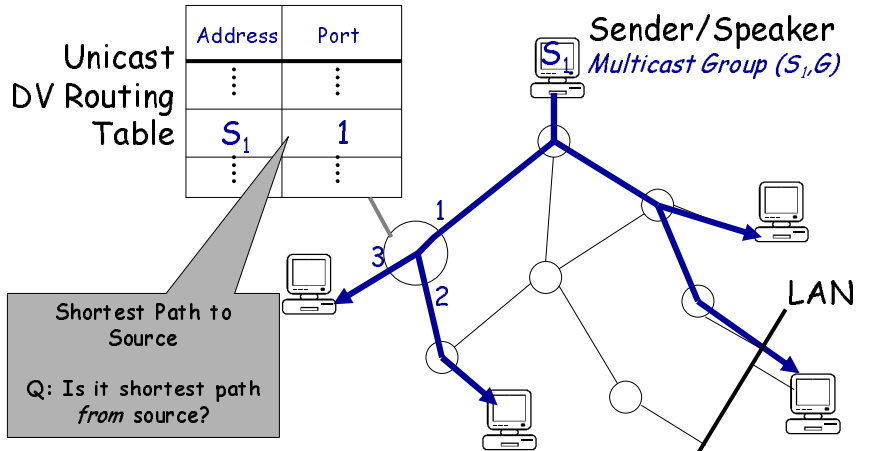 Address Port
Unicast
DV Routing
Table
S1 1
Sender/Speaker
S1
Multicast Group (S1,G)
1
3
2
LAN
Shortest Path to
Source
Q: Is it shortest path
from source?